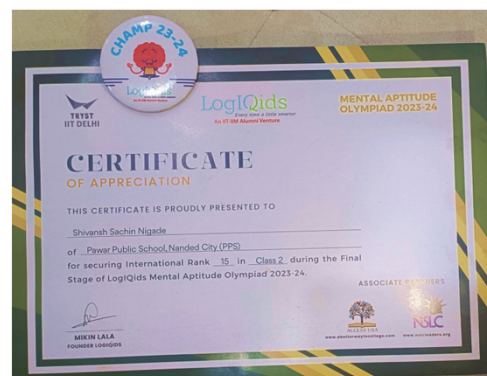 CHAMP 23-24
LogIQids
TRYST
IIT DELHI
LogIQids
Every item a little smarter
An IIT-IIM Alumni Venture
MENTAL APTITUDE
OLYMPIAD 2023-24
CERTIFICATE
OF APPRECIATION
THIS CERTIFICATE IS PROUDLY PRESENTED TO
Shivansh Sachin Nigade
of Pawar Public School, Nanded City (PPS)
for securing International Rank 15 in Class 2 during the Final
Stage of LogIQids Mental Aptitude Olympiad 2023-24.
ASSOCIATE PARTNERS
NSLC
MIKIN LALA
FOUNDER LOGIQIDS